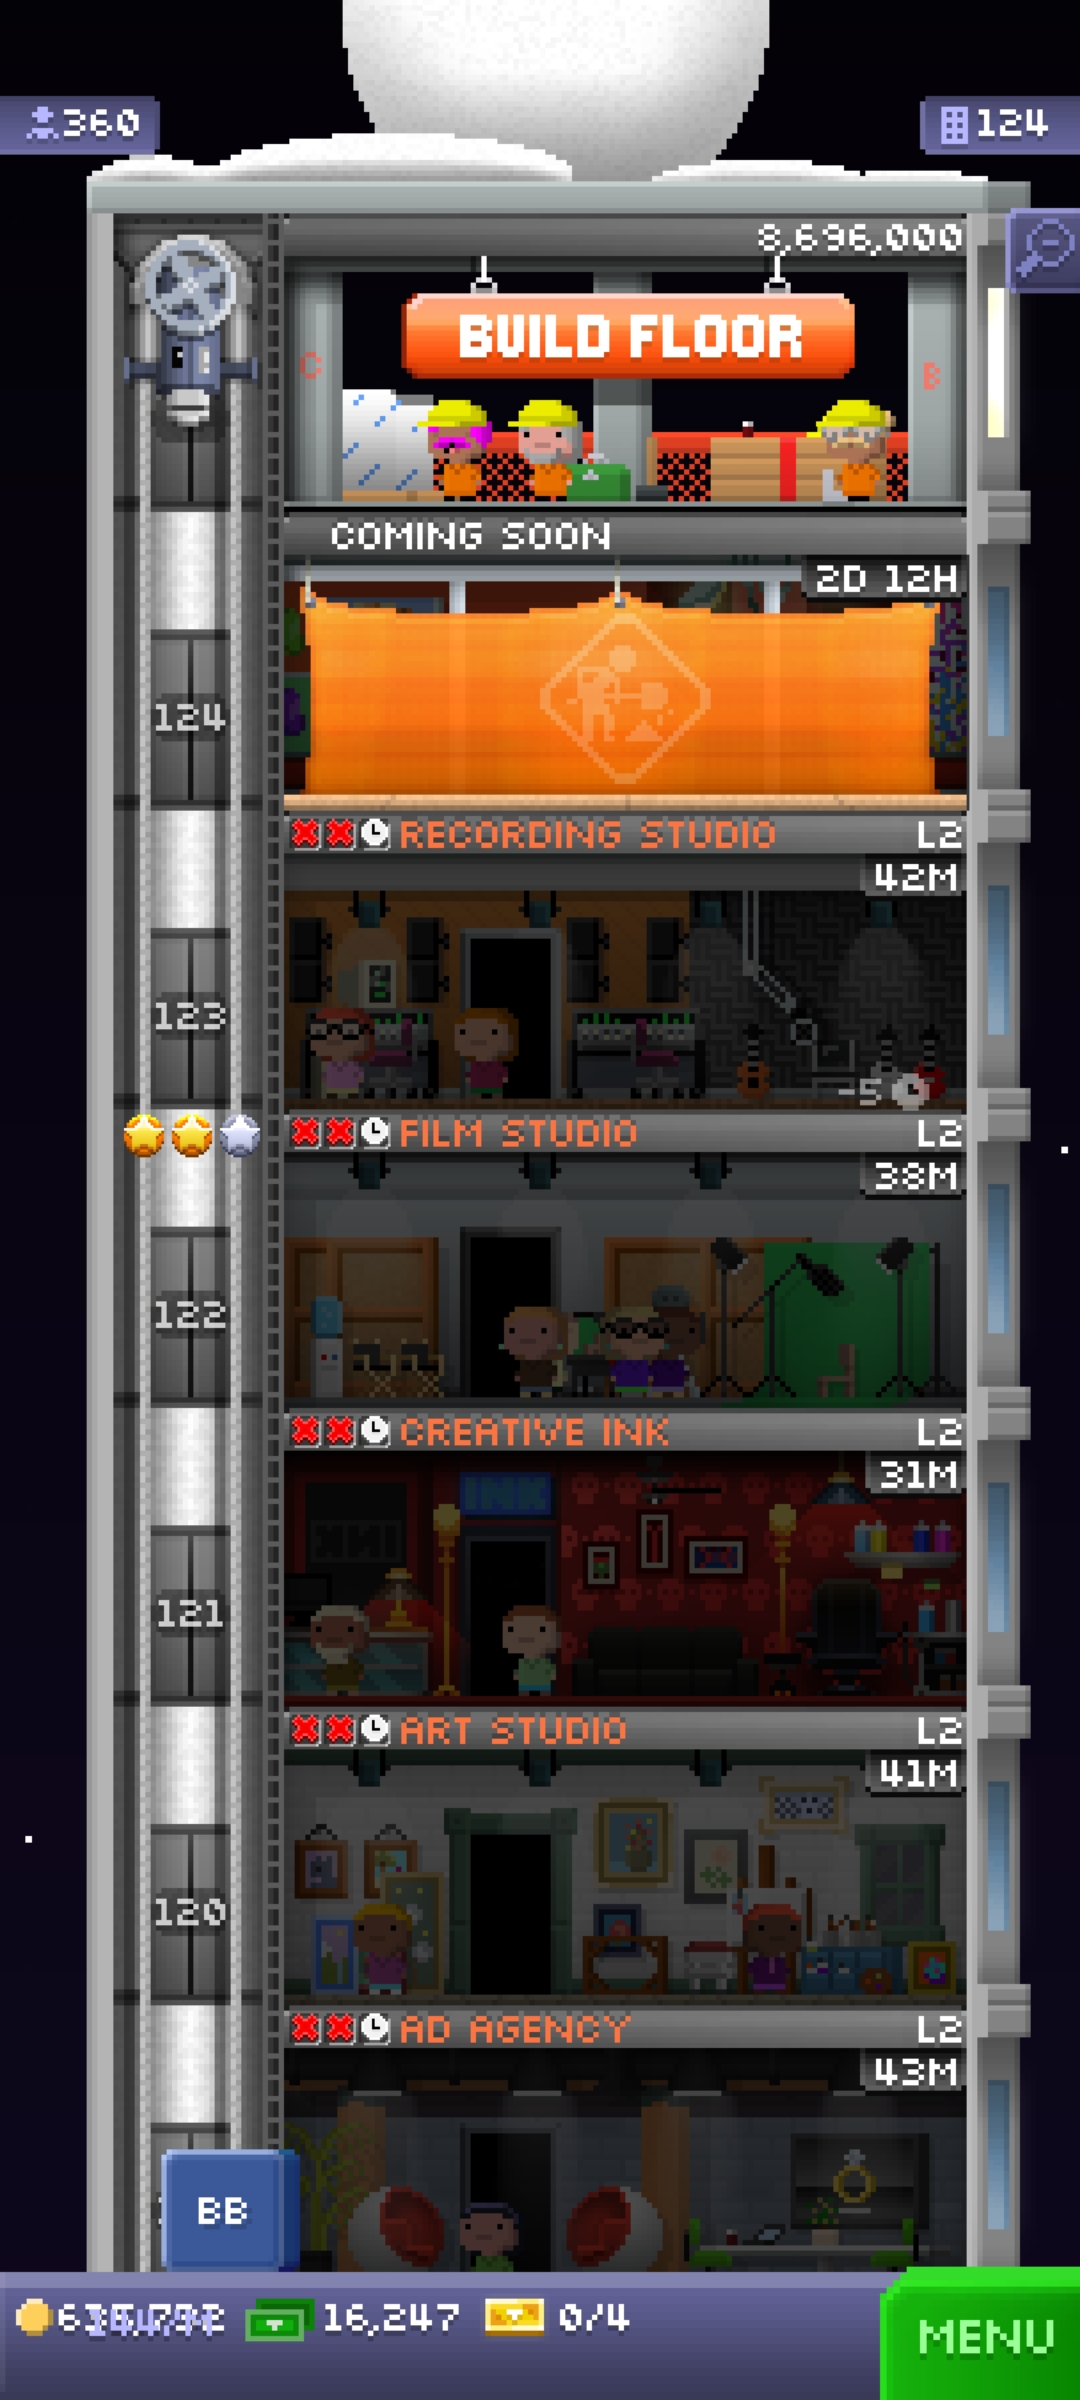 360
124
8,696,000
BUILD FLOOR
C
B
COMING SOON
2D 12H
124
RECORDING STUDIO L2
42M
123
-5
FILM STUDIO L2
38M
122
CREATIVE INK L2
31M
INK
121
ART STUDIO L2
41M
120
AD AGENCY L2
43M
BB
16,247
0/4
MENU